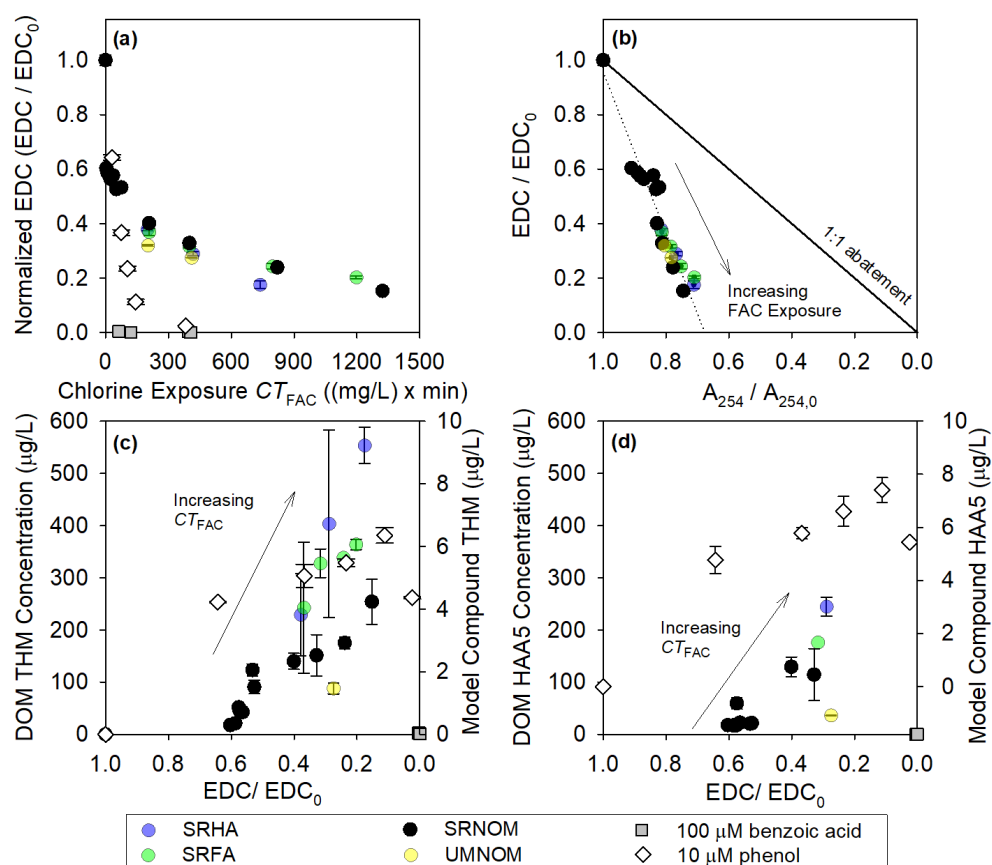 (a)
Normalized EDC (EDC / EDC₀)
1.0
0.8
0.6
0.4
0.2
0.0
0 300 600 900 1200 1500
Chlorine Exposure CT_FAC ((mg/L) x min)
(b)
EDC / EDC₀
1.0
0.8
0.6
0.4
0.2
0.0
1:1 abatement
Increasing
FAC Exposure
1.0 0.8 0.6 0.4 0.2 0.0
A₂₅₄ / A₂₅₄,₀
(c)
DOM THM Concentration (µg/L)
600
500
400
300
200
100
0
Increasing
CT_FAC
10
8
6
4
2
0
Model Compound THM (µg/L)
1.0 0.8 0.6 0.4 0.2 0.0
EDC/ EDC₀
(d)
DOM HAA5 Concentration (µg/L)
600
500
400
300
200
100
0
Increasing
CT_FAC
10
8
6
4
2
0
Model Compound HAA5 (µg/L)
1.0 0.8 0.6 0.4 0.2 0.0
EDC/ EDC₀
SRHA SRNOM 100 µM benzoic acid
SRFA UMNOM 10 µM phenol